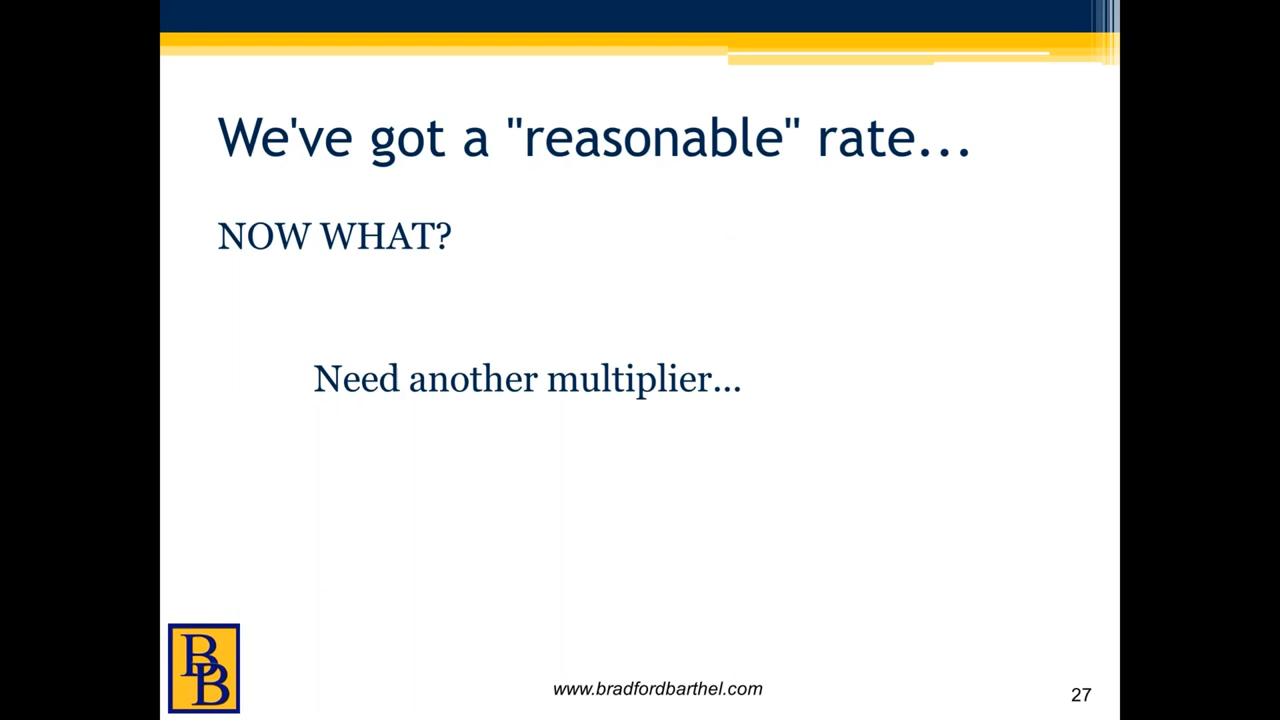 We've got a "reasonable" rate...
NOW WHAT?
Need another multiplier...
BB
www.bradfordbarthel.com
27